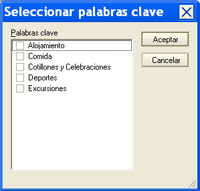 Seleccionar palabras clave
Palabras clave
Alojamiento
Comida
Cotillones y Celebraciones
Deportes
Excursiones
Aceptar
Cancelar